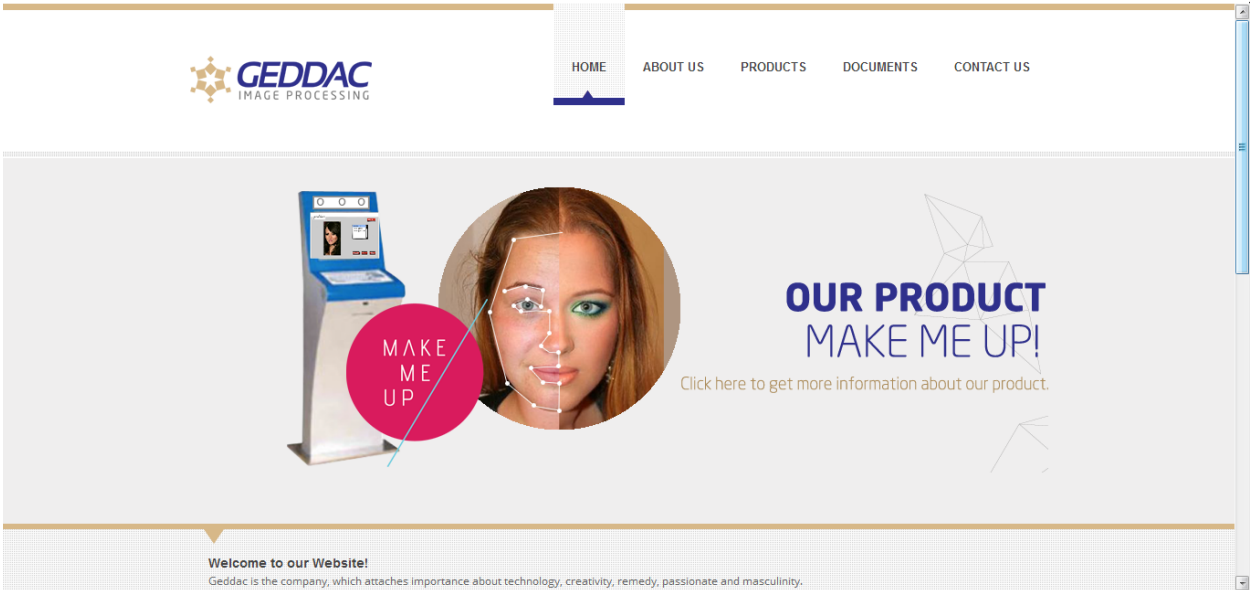 GEDDAC
IMAGE PROCESSING
HOME ABOUT US PRODUCTS DOCUMENTS CONTACT US
MAKE
ME
UP
OUR PRODUCT
MAKE ME UP!
Click here to get more information about our product.
Welcome to our Website!
Geddac is the company, which attaches importance about technology, creativity, remedy, passionate and masculinity.